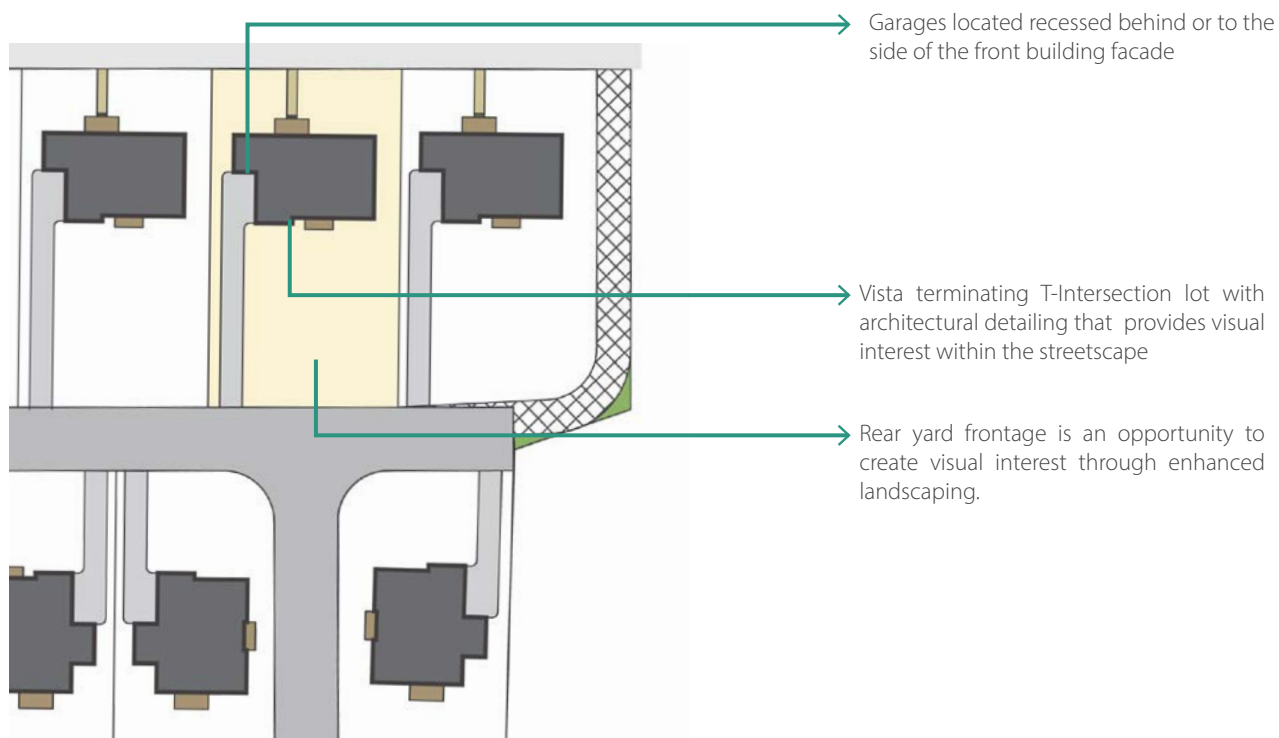 Garages located recessed behind or to the
side of the front building facade
Vista terminating T-Intersection lot with
architectural detailing that provides visual
interest within the streetscape
Rear yard frontage is an opportunity to
create visual interest through enhanced
landscaping.